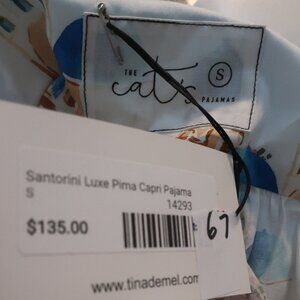 THE
cat's
PAJAMAS
S
Santorini Luxe Pima Capri Pajama
S
14293
$135.00
67
www.tinademel.com